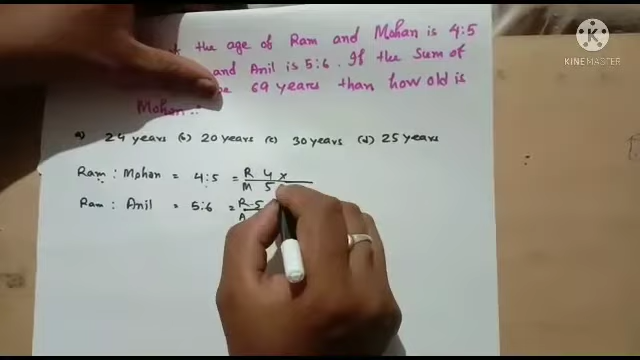 KINEMASTER
of the age of Ram and Mohan is 4:5
and Anil is 5:6. If the Sum of
69 years than how old is
Mohan:-
a) 24 years (b) 20 years (c) 30 years (d) 25 years
Ram : Mohan = 4:5 = R 4 x
M 5
Ram : Anil = 5:6 = R 5
A